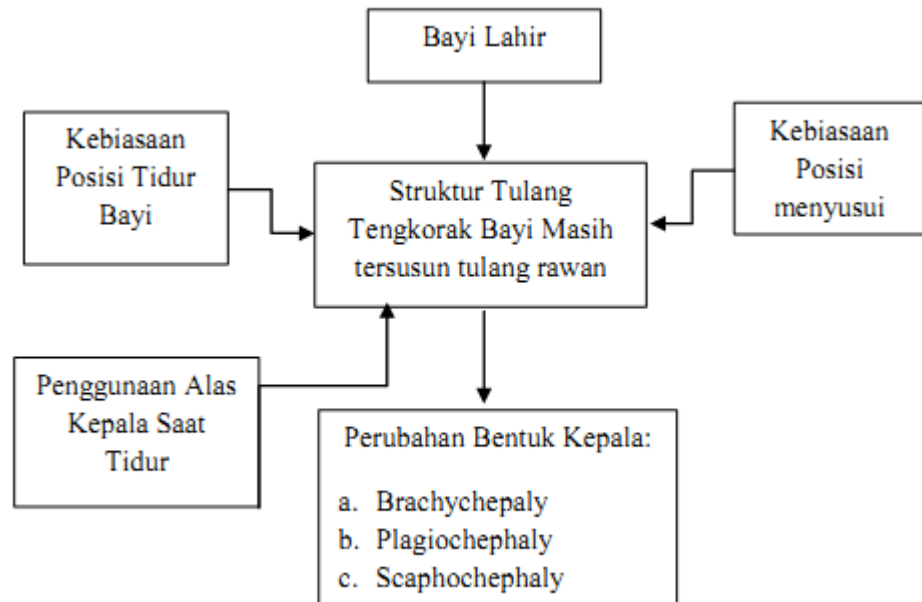 Bayi Lahir
Kebiasaan
Posisi Tidur
Bayi
Struktur Tulang
Tengkorak Bayi Masih
tersusun tulang rawan
Kebiasaan
Posisi
menyusui
Penggunaan Alas
Kepala Saat
Tidur
Perubahan Bentuk Kepala:
a. Brachychepaly
b. Plagiochephaly
c. Scaphochephaly